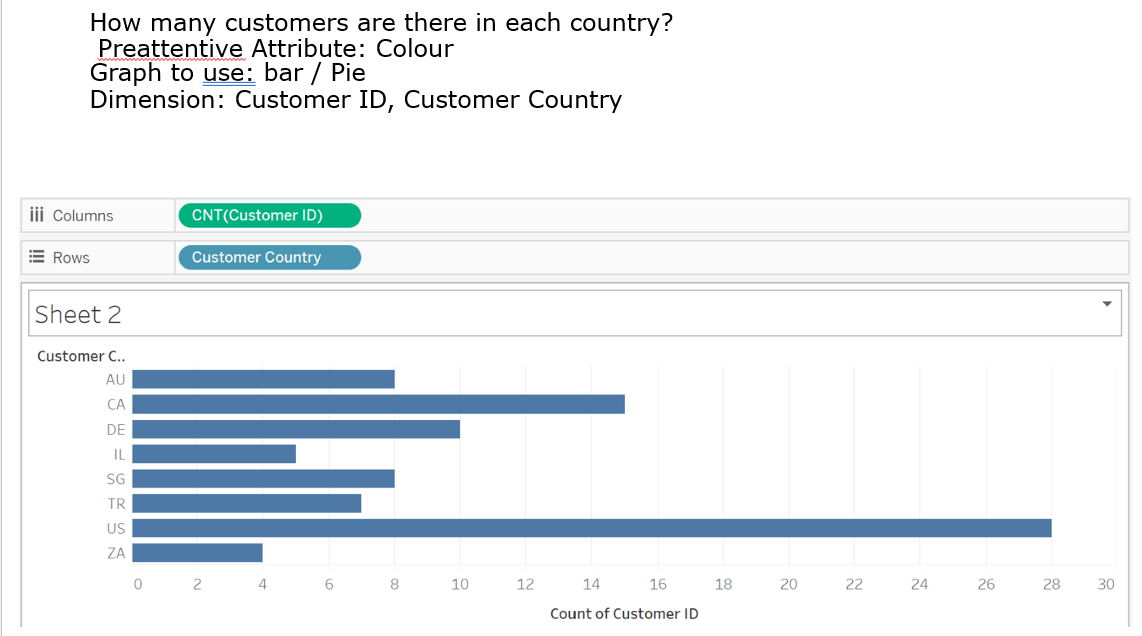 How many customers are there in each country?
Preattentive Attribute: Colour
Graph to use: bar / Pie
Dimension: Customer ID, Customer Country
Columns CNT(Customer ID)
Rows Customer Country
Sheet 2
Customer C..
AU
CA
DE
IL
SG
TR
US
ZA
0 2 4 6 8 10 12 14 16 18 20 22 24 26 28 30
Count of Customer ID